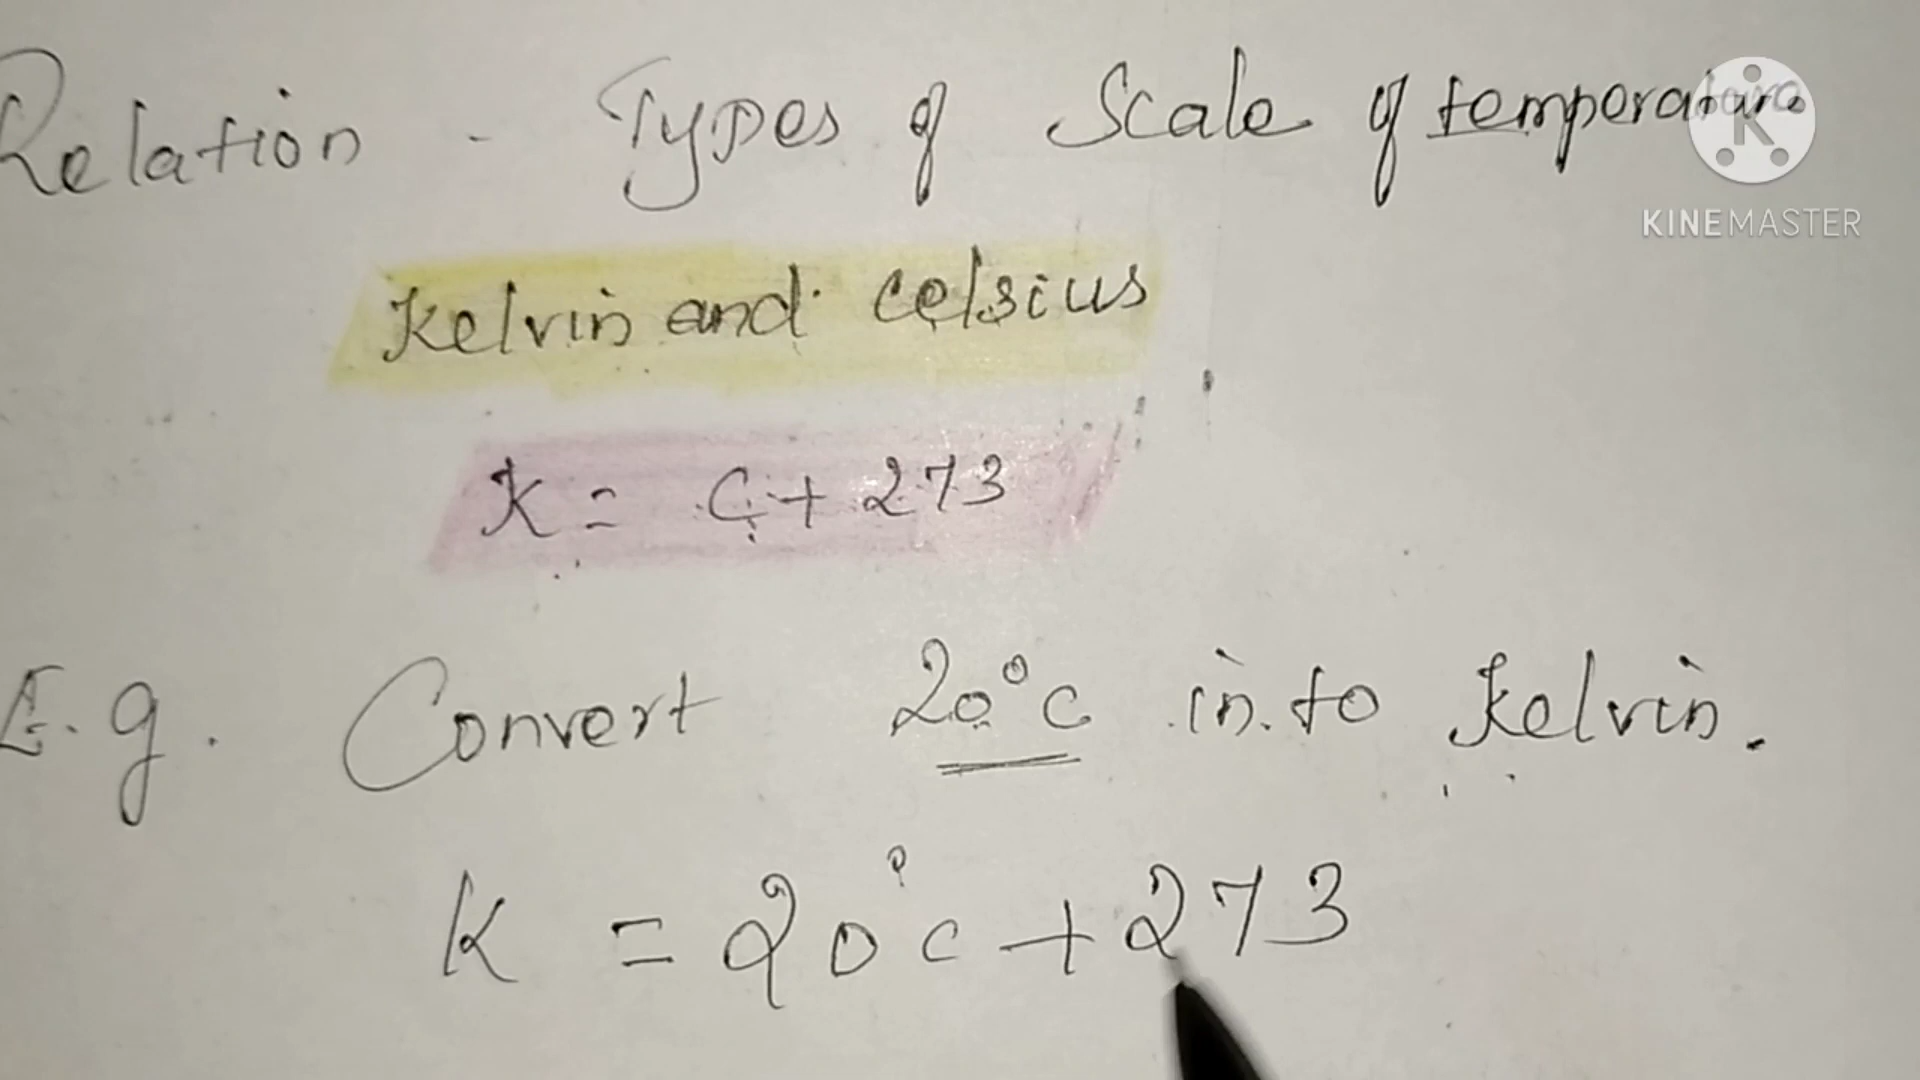 Relation - Types of Scale of temperature
KINEMASTER
Kelvin and Celsius
K = C + 273
E.g. Convert 20°C in to Kelvin.
K = 20°C + 273